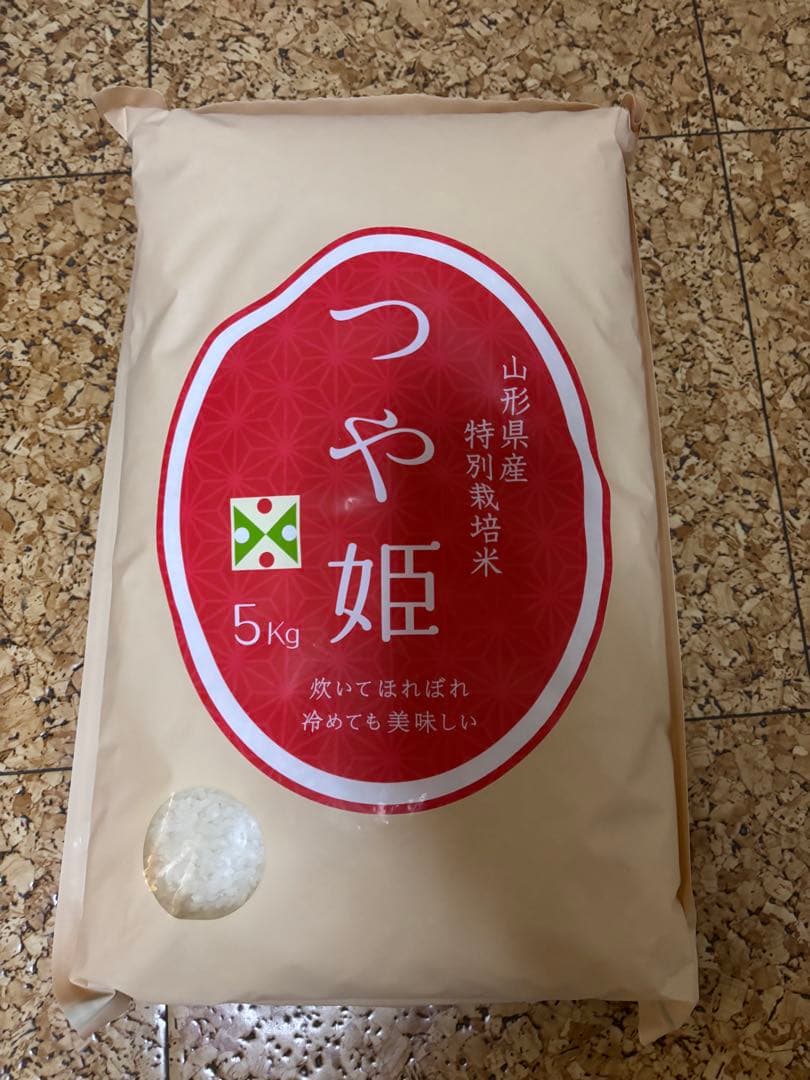 山形県産
特別栽培米
つや姫
5Kg
炊いてほれぼれ
冷めても美味しい